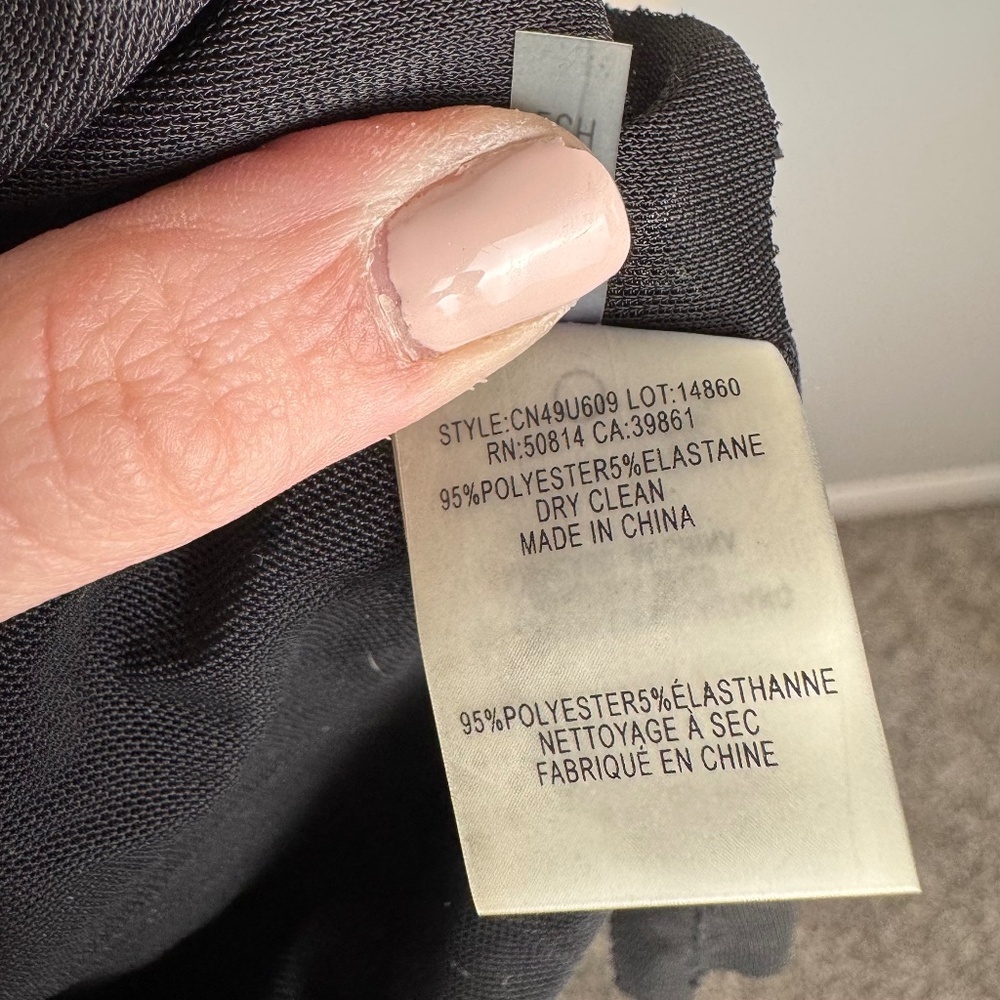 STYLE:CN49U609 LOT:14860
RN:50814 CA:39861
95%POLYESTER5%ELASTANE
DRY CLEAN
MADE IN CHINA
95%POLYESTER5%ÉLASTHANNE
NETTOYAGE À SEC
FABRIQUÉ EN CHINE